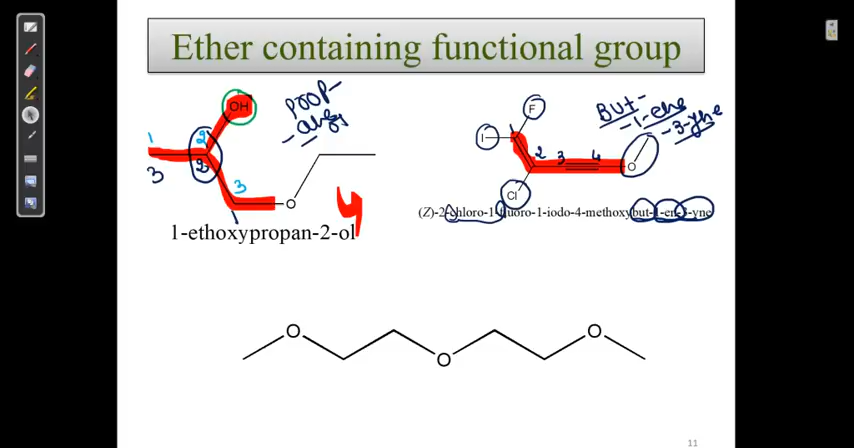 Ether containing functional group
OH
PROP-
1
2
2
3
3
O
1-ethoxypropan-2-ol
BUT-
-1-ene
-3-yne
F
I
1
2
3
4
O
Cl
(Z)-2-chloro-1-fluoro-1-iodo-4-methoxybut-1-en-3-yne
O
O
O
11